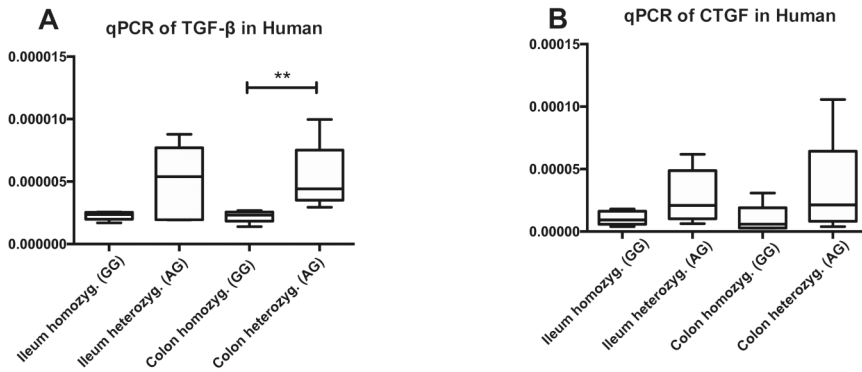 A
qPCR of TGF-β in Human
0.000015
0.000010
0.000005
0.000000
**
Ileum homozyg. (GG)
Ileum heterozyg. (AG)
Colon homozyg. (GG)
Colon heterozyg. (AG)
B
qPCR of CTGF in Human
0.00015
0.00010
0.00005
0.00000
Ileum homozyg. (GG)
Ileum heterozyg. (AG)
Colon homozyg. (GG)
Colon heterozyg. (AG)